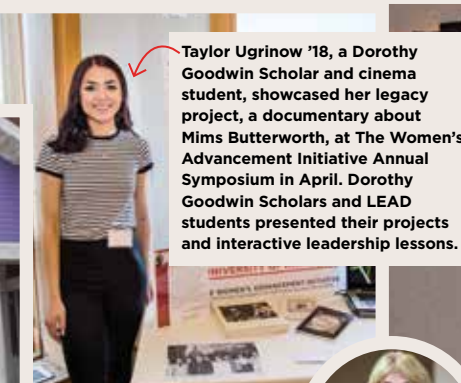 Taylor Ugrinow ’18, a Dorothy
Goodwin Scholar and cinema
student, showcased her legacy
project, a documentary about
Mims Butterworth, at The Women’s
Advancement Initiative Annual
Symposium in April. Dorothy
Goodwin Scholars and LEAD
students presented their projects
and interactive leadership lessons.
UNIVERSITY OF
WOMEN'S ADVANCEMENT INITIATIVE